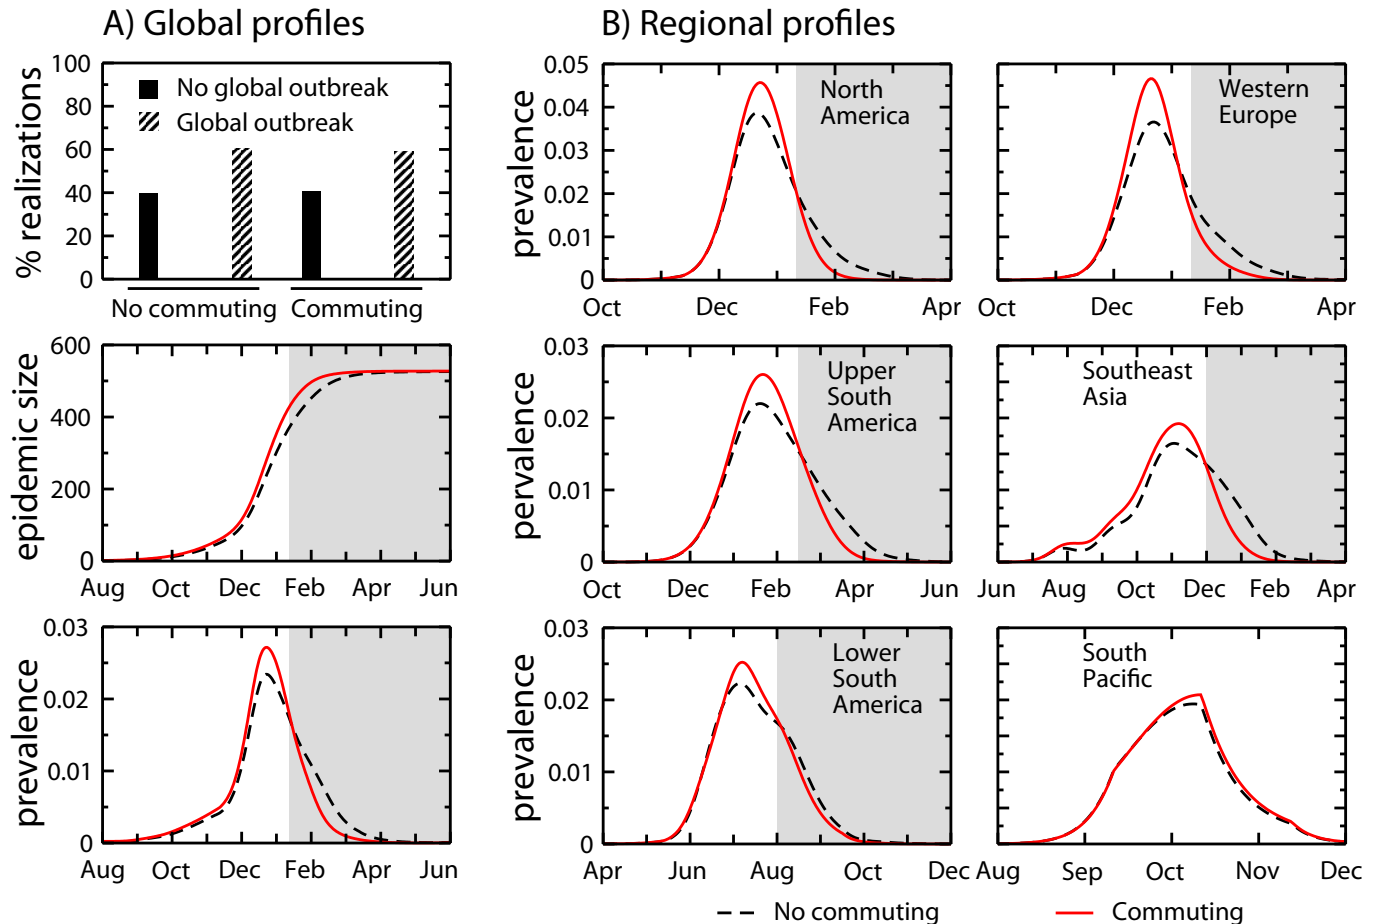 A) Global profiles
B) Regional profiles
% realizations
100
80
60
40
20
0
No global outbreak
Global outbreak
No commuting
Commuting
epidemic size
600
400
200
0
Aug Oct Dec Feb Apr Jun
prevalence
0.03
0.02
0.01
0
Aug Oct Dec Feb Apr Jun
prevalence
0.05
0.04
0.03
0.02
0.01
0
North
America
Oct Dec Feb Apr
Western
Europe
Oct Dec Feb Apr
pervalence
0.03
0.02
0.01
0
Upper
South
America
Oct Dec Feb Apr Jun
Southeast
Asia
Jun Aug Oct Dec Feb Apr
prevalence
0.03
0.02
0.01
0
Lower
South
America
Apr Jun Aug Oct Dec
South
Pacific
Aug Sep Oct Nov Dec
No commuting
Commuting